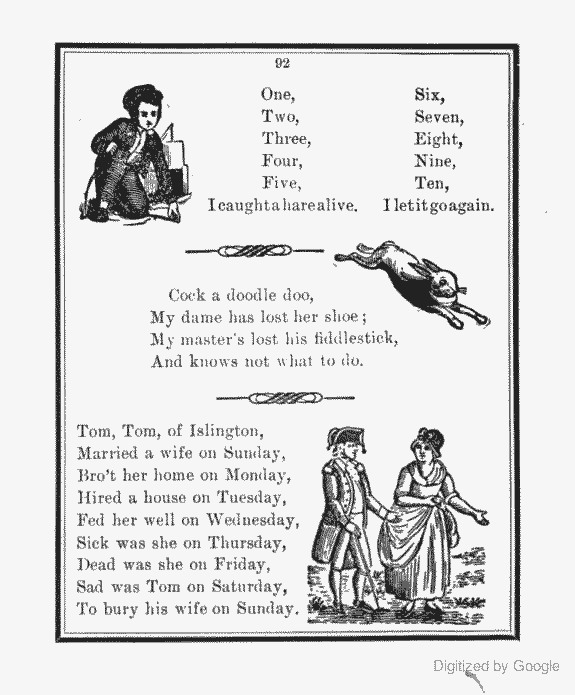 92
One,
Two,
Three,
Four,
Five,
I caught a hare alive.
Six,
Seven,
Eight,
Nine,
Ten,
I let it go again.
Cock a doodle doo,
My dame has lost her shoe;
My master's lost his fiddlestick,
And knows not what to do.
Tom, Tom, of Islington,
Married a wife on Sunday,
Bro't her home on Monday,
Hired a house on Tuesday,
Fed her well on Wednesday,
Sick was she on Thursday,
Dead was she on Friday,
Sad was Tom on Saturday,
To bury his wife on Sunday.
Digitized by Google